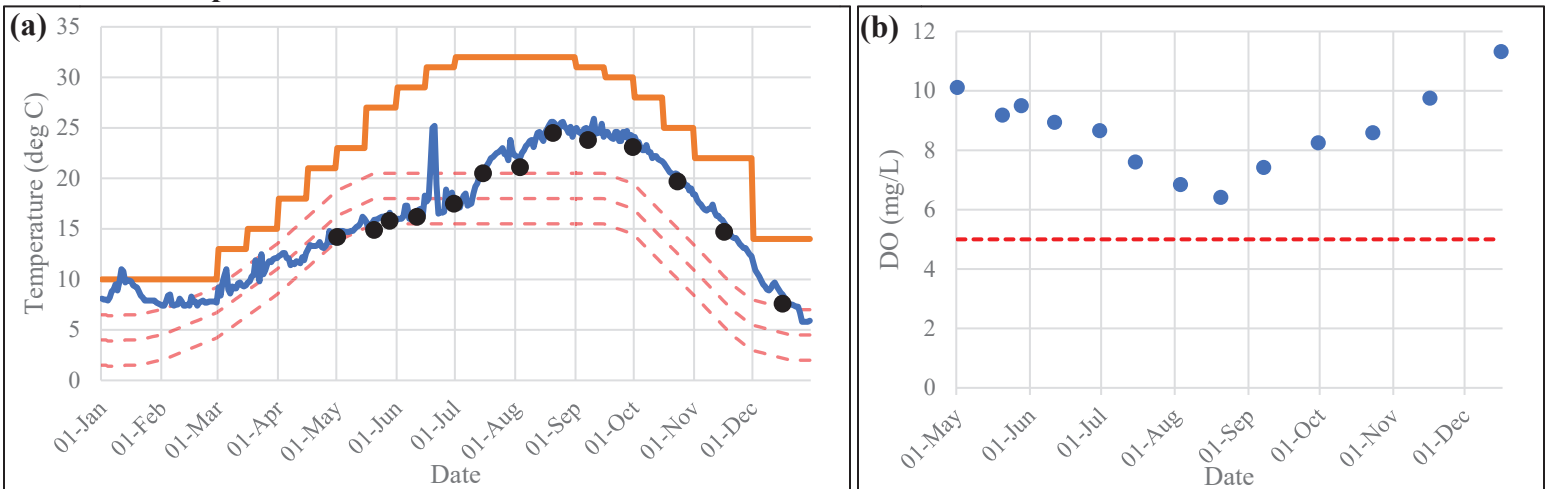 (a)
35
30
25
20
15
10
5
0
Temperature (deg C)
01-Jan
01-Feb
01-Mar
01-Apr
01-May
01-Jun
01-Jul
01-Aug
01-Sep
01-Oct
01-Nov
01-Dec
Date
(b)
12
10
8
6
4
2
0
DO (mg/L)
01-May
01-Jun
01-Jul
01-Aug
01-Sep
01-Oct
01-Nov
01-Dec
Date